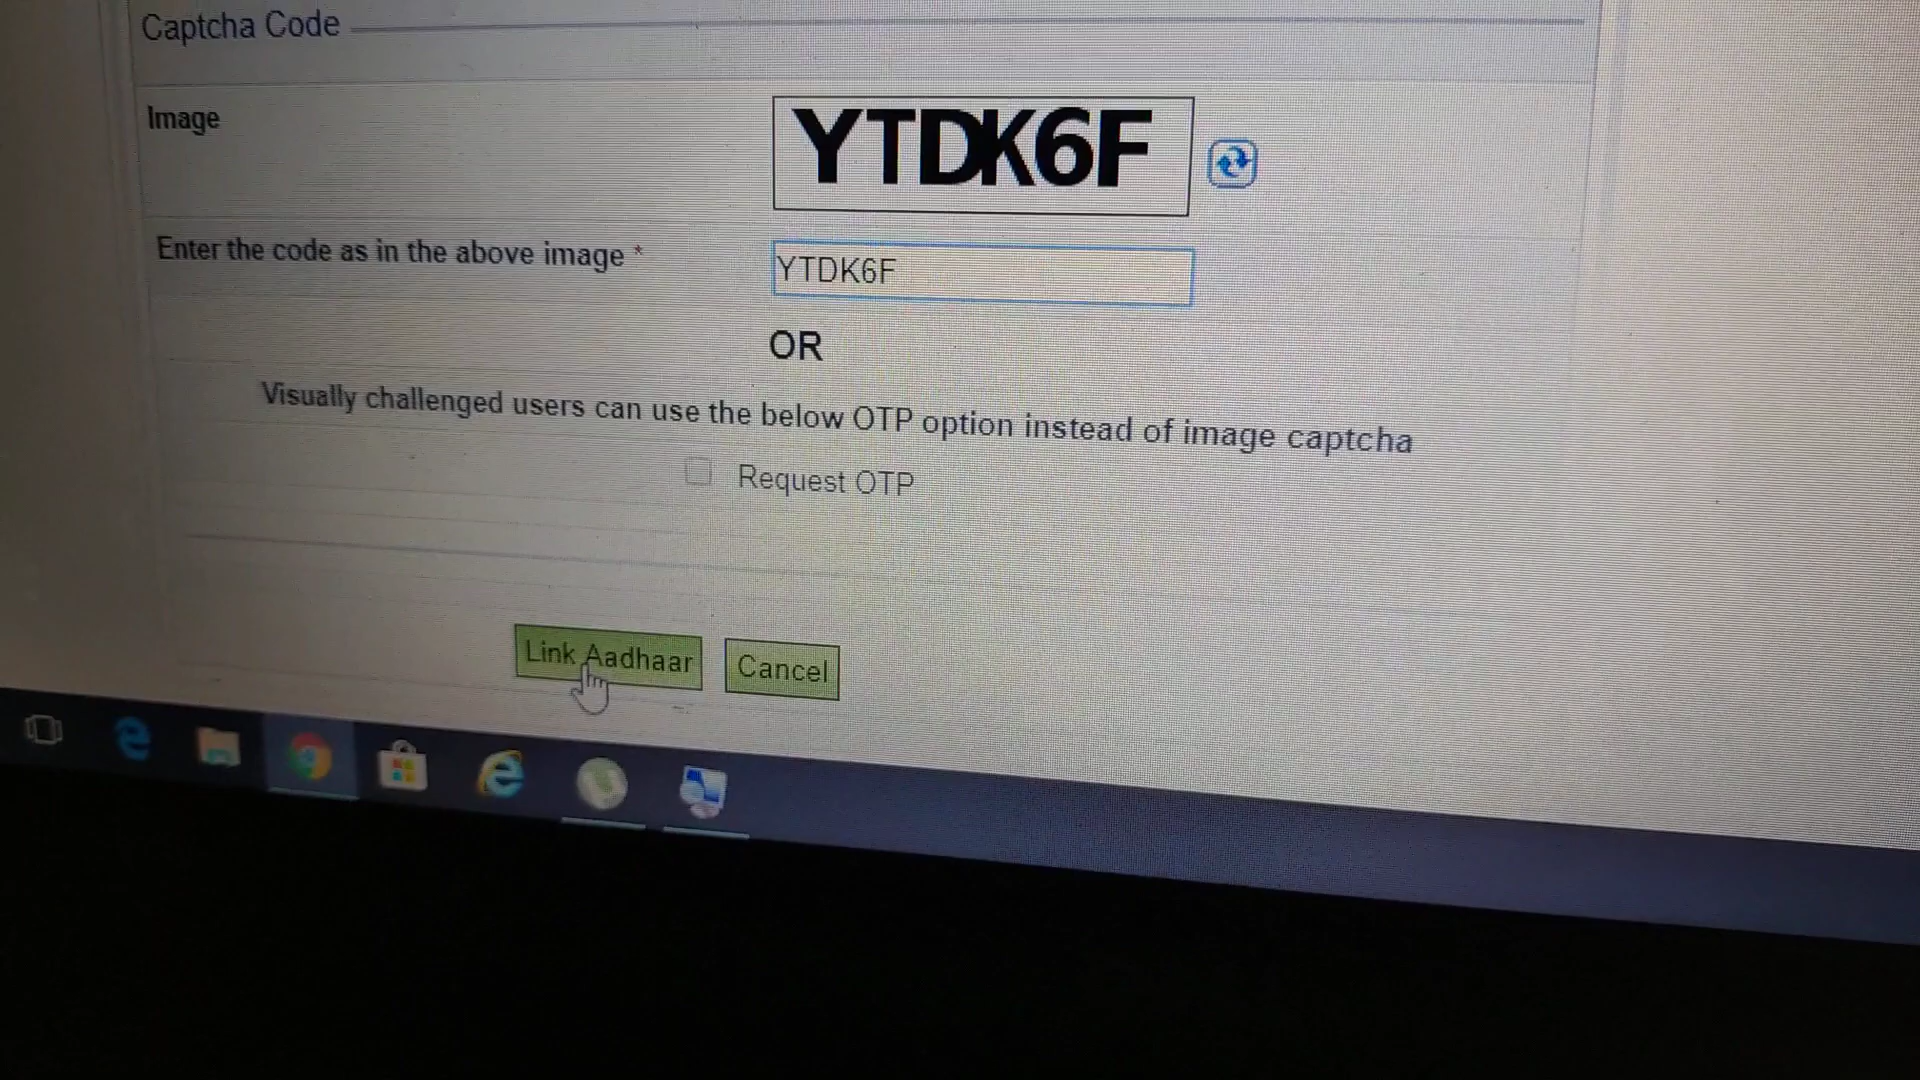 Captcha Code
Image
YTDK6F
Enter the code as in the above image *
YTDK6F
OR
Visually challenged users can use the below OTP option instead of image captcha
Request OTP
Link Aadhaar
Cancel